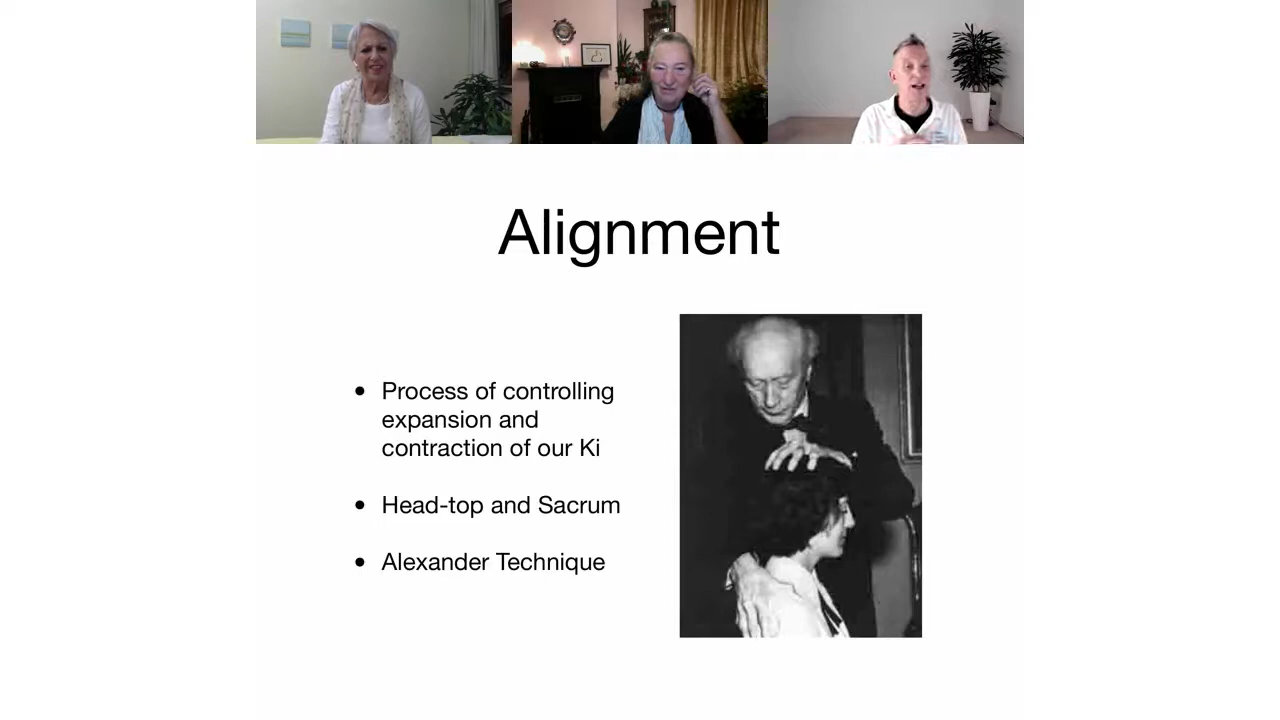 Alignment
• Process of controlling
expansion and
contraction of our Ki
• Head-top and Sacrum
• Alexander Technique